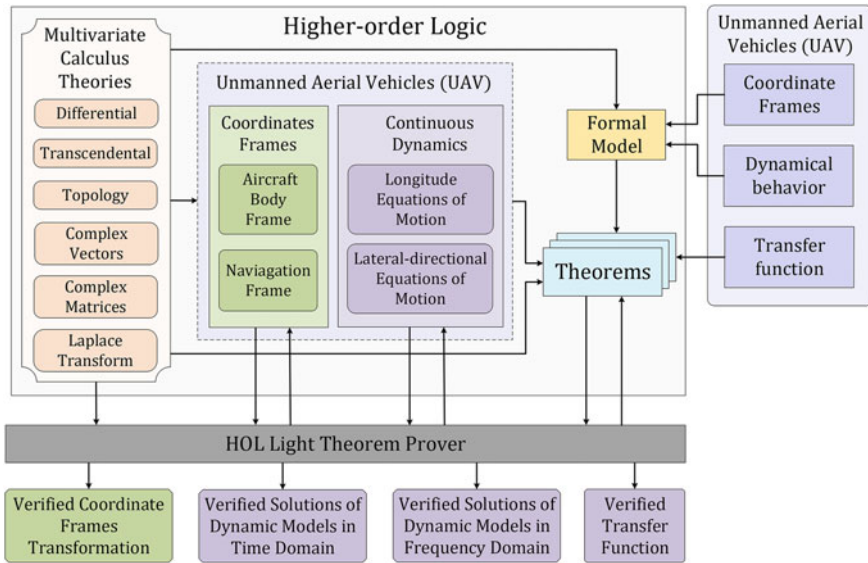 Higher-order Logic
Multivariate
Calculus
Theories
Differential
Transcendental
Topology
Complex
Vectors
Complex
Matrices
Laplace
Transform
Unmanned Aerial Vehicles (UAV)
Coordinates
Frames
Aircraft
Body
Frame
Naviagation
Frame
Continuous
Dynamics
Longitude
Equations of
Motion
Lateral-directional
Equations of
Motion
Formal
Model
Theorems
Unmanned Aerial
Vehicles (UAV)
Coordinate
Frames
Dynamical
behavior
Transfer
function
HOL Light Theorem Prover
Verified Coordinate
Frames
Transformation
Verified Solutions of
Dynamic Models in
Time Domain
Verified Solutions of
Dynamic Models in
Frequency Domain
Verified
Transfer
Function